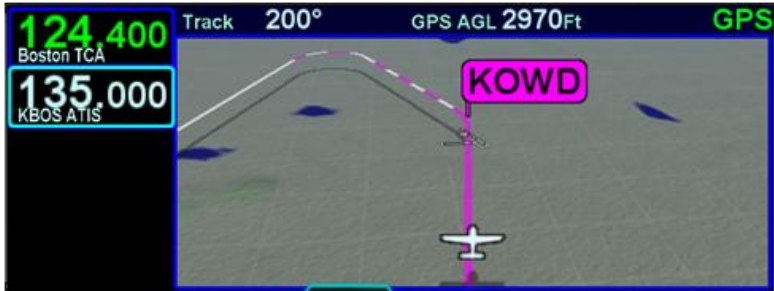 124.400
Boston TCA
135.000
KBOS ATIS
Track 200° GPS AGL 2970Ft GPS
KOWD